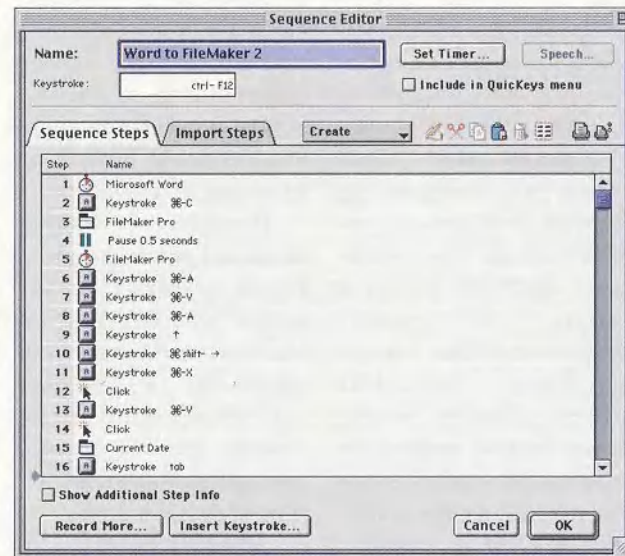 Sequence Editor
Name: Word to FileMaker 2 Set Timer... Speech...
Keystroke: ctrl-F12 Include in QuicKeys menu
Sequence Steps Import Steps Create
Step Name
1 Microsoft Word
2 Keystroke ⌘-C
3 FileMaker Pro
4 Pause 0.5 seconds
5 FileMaker Pro
6 Keystroke ⌘-A
7 Keystroke ⌘-V
8 Keystroke ⌘-A
9 Keystroke ↑
10 Keystroke ⌘ shift- →
11 Keystroke ⌘-X
12 Click
13 Keystroke ⌘-V
14 Click
15 Current Date
16 Keystroke tab
Show Additional Step Info
Record More... Insert Keystroke... Cancel OK